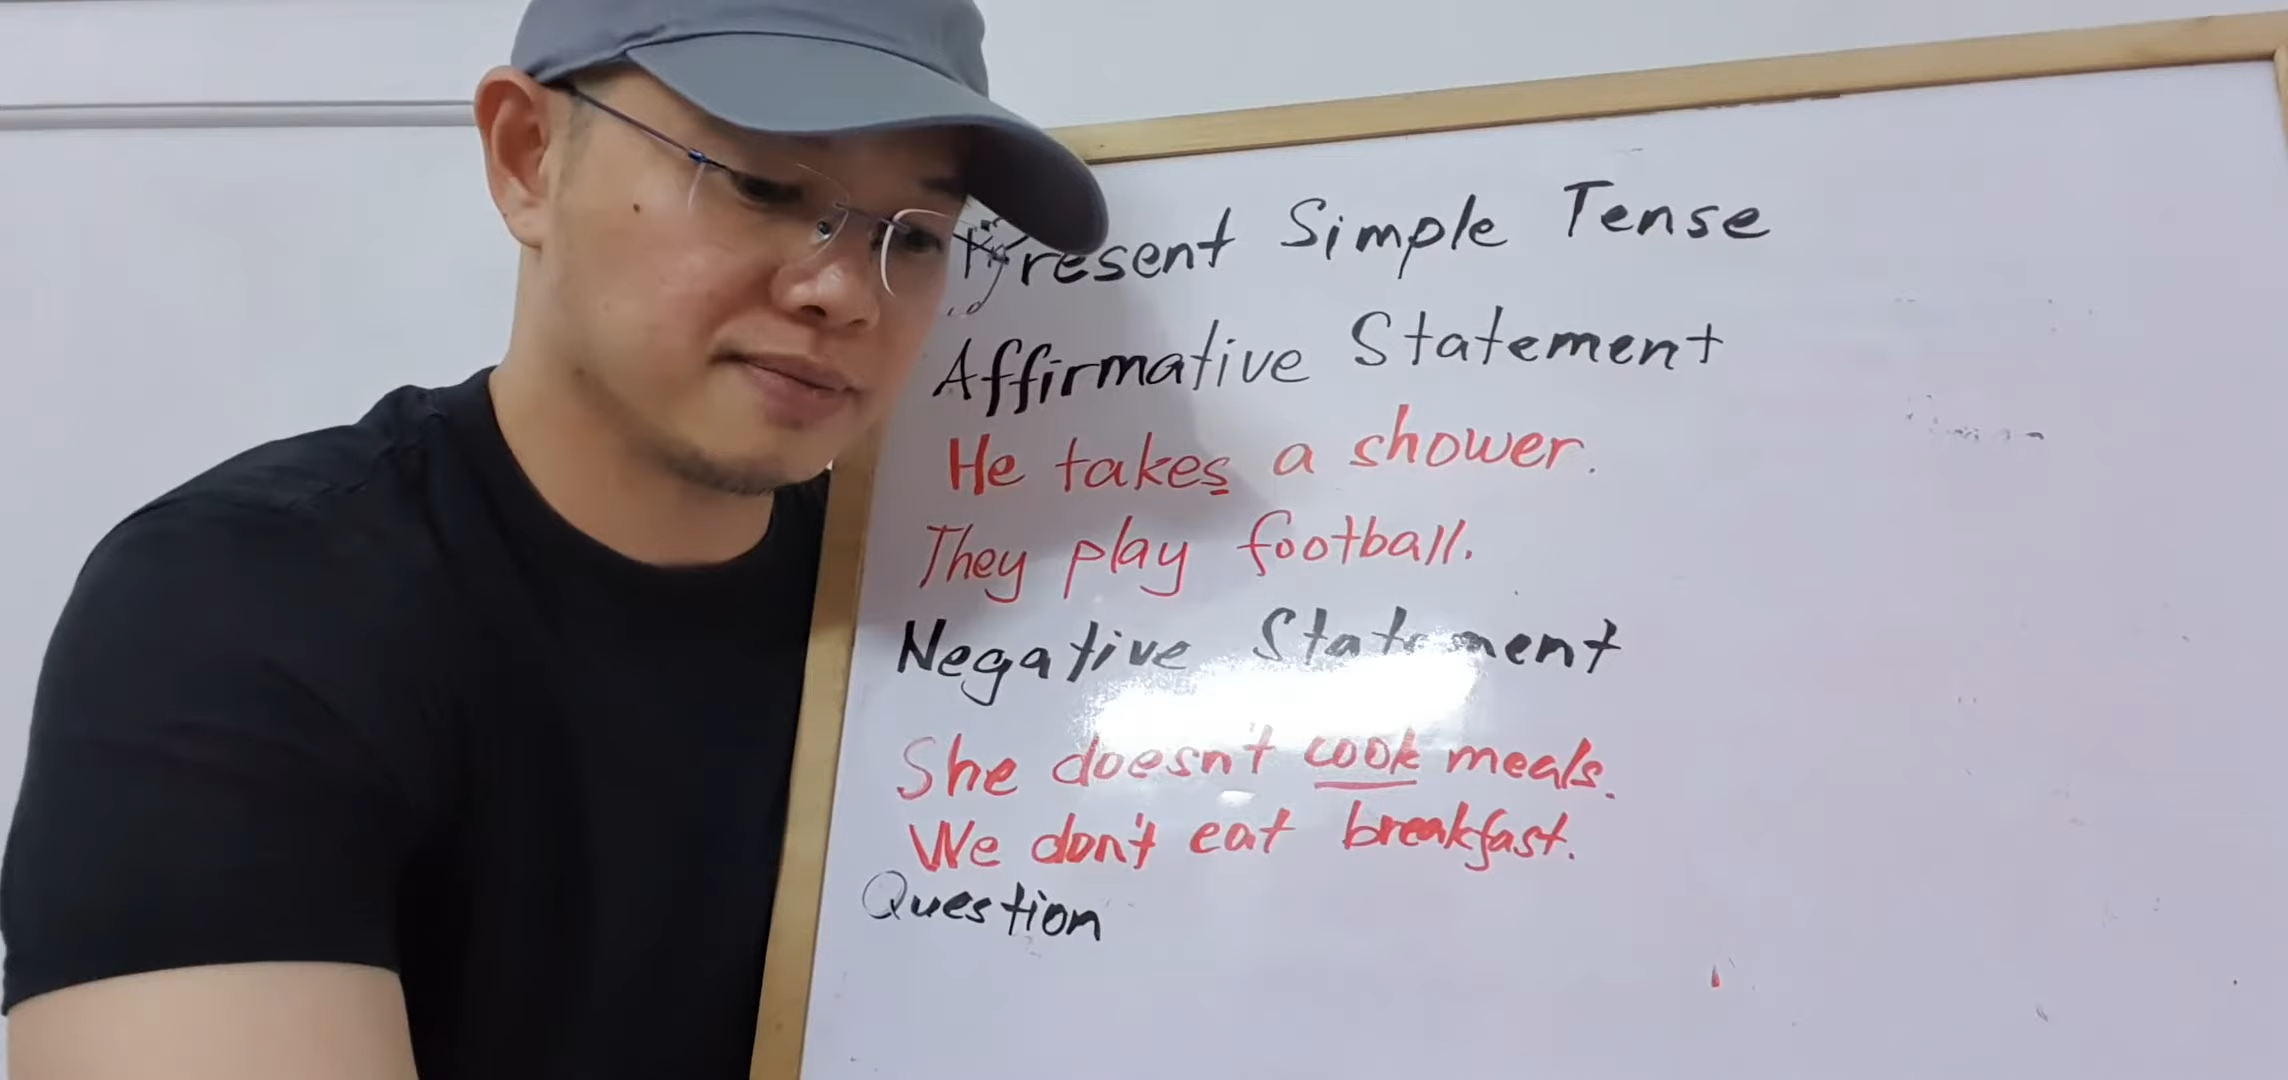 Present Simple Tense
Affirmative Statement
He takes a shower.
They play football.
Negative Statement
She doesn't cook meals.
We don't eat breakfast.
Question